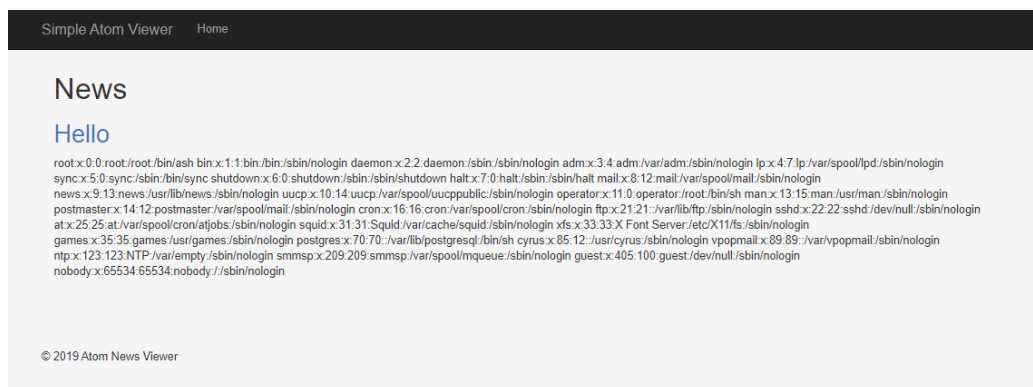 Simple Atom Viewer Home
News
Hello
root:x:0:0:root:/root:/bin/ash bin:x:1:1:bin:/bin:/sbin/nologin daemon:x:2:2:daemon:/sbin:/sbin/nologin adm:x:3:4:adm:/var/adm:/sbin/nologin lp:x:4:7:lp:/var/spool/lpd:/sbin/nologin
sync:x:5:0:sync:/sbin:/bin/sync shutdown:x:6:0:shutdown:/sbin:/sbin/shutdown halt:x:7:0:halt:/sbin:/sbin/halt mail:x:8:12:mail:/var/spool/mail:/sbin/nologin
news:x:9:13:news:/usr/lib/news:/sbin/nologin uucp:x:10:14:uucp:/var/spool/uucppublic:/sbin/nologin operator:x:11:0:operator:/root:/bin/sh man:x:13:15:man:/usr/man:/sbin/nologin
postmaster:x:14:12:postmaster:/var/spool/mail:/sbin/nologin cron:x:16:16:cron:/var/spool/cron:/sbin/nologin ftp:x:21:21::/var/lib/ftp:/sbin/nologin sshd:x:22:22:sshd:/dev/null:/sbin/nologin
at:x:25:25:at:/var/spool/cron/atjobs:/sbin/nologin squid:x:31:31:Squid:/var/cache/squid:/sbin/nologin xfs:x:33:33:X Font Server:/etc/X11/fs:/sbin/nologin
games:x:35:35:games:/usr/games:/sbin/nologin postgres:x:70:70::/var/lib/postgresql:/bin/sh cyrus:x:85:12::/usr/cyrus:/sbin/nologin vpopmail:x:89:89::/var/vpopmail:/sbin/nologin
ntp:x:123:123:NTP:/var/empty:/sbin/nologin smmsp:x:209:209:smmsp:/var/spool/mqueue:/sbin/nologin guest:x:405:100:guest:/dev/null:/sbin/nologin
nobody:x:65534:65534:nobody:/:/sbin/nologin
© 2019 Atom News Viewer